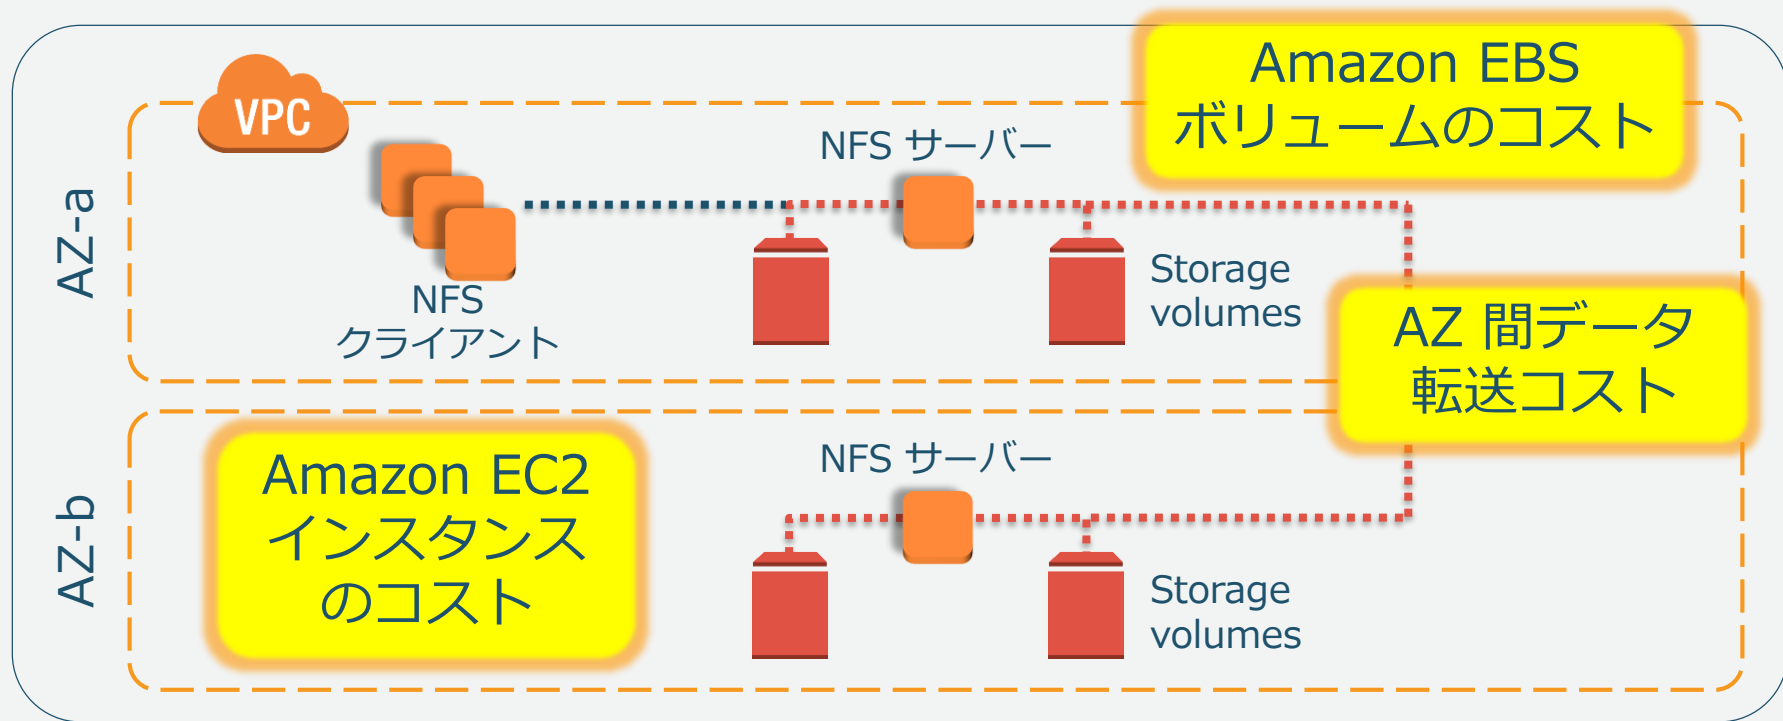 Amazon EBS
ボリュームのコスト
VPC
NFS サーバー
AZ-a
NFS
クライアント
Storage
volumes
AZ 間データ
転送コスト
AZ-b
Amazon EC2
インスタンス
のコスト
NFS サーバー
Storage
volumes